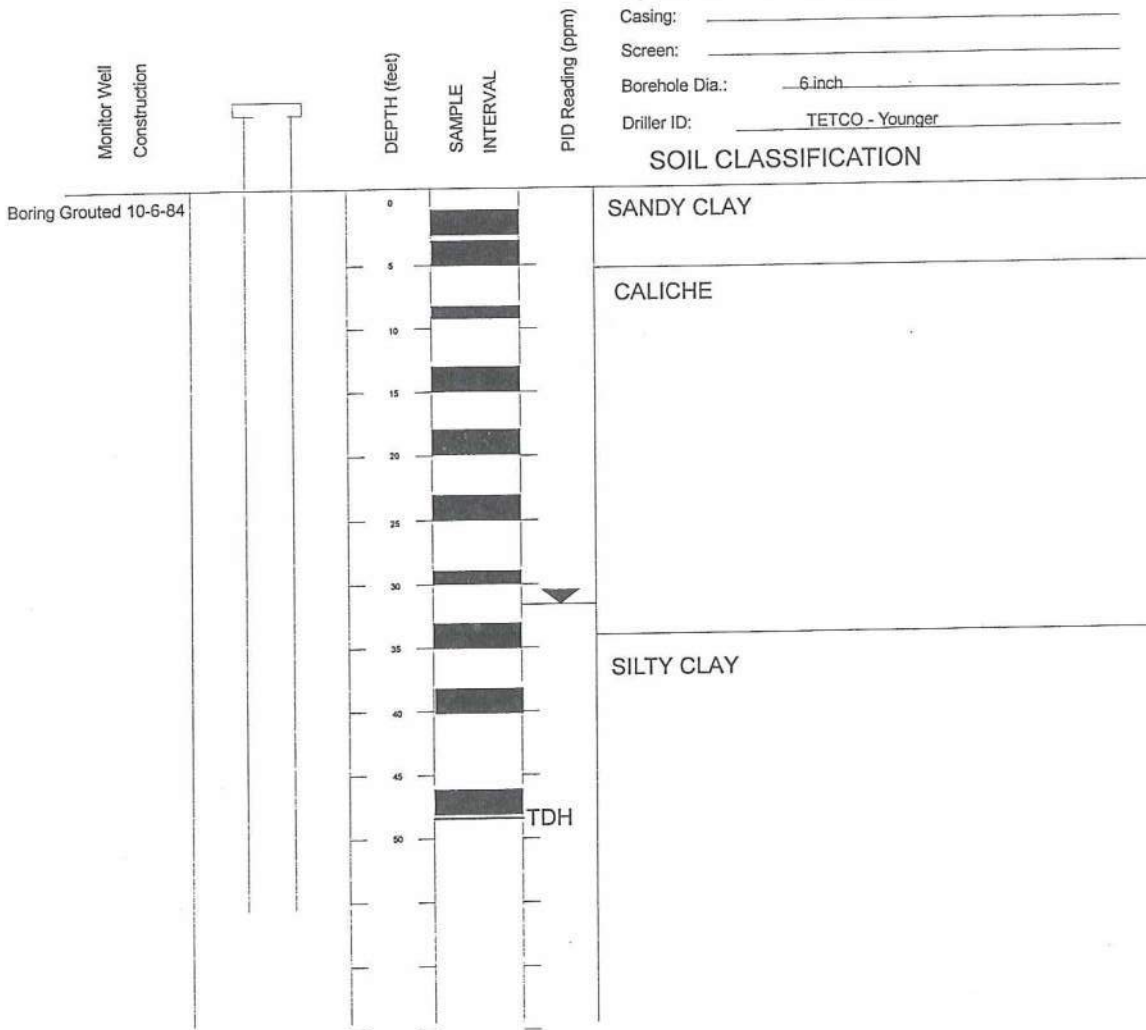 Casing:
Screen:
Borehole Dia.: 6 inch
Driller ID: TETCO - Younger
Monitor Well
Construction
DEPTH (feet)
SAMPLE
INTERVAL
PID Reading (ppm)
SOIL CLASSIFICATION
Boring Grouted 10-6-84
0
SANDY CLAY
5
CALICHE
10
15
20
25
30
35
SILTY CLAY
40
45
TDH
50